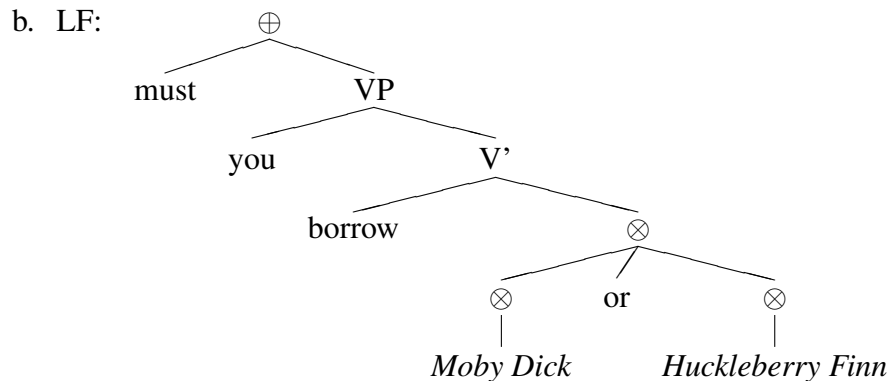 b. LF: ⊕
must VP
you V’
borrow ⊗
⊗ or ⊗
Moby Dick Huckleberry Finn